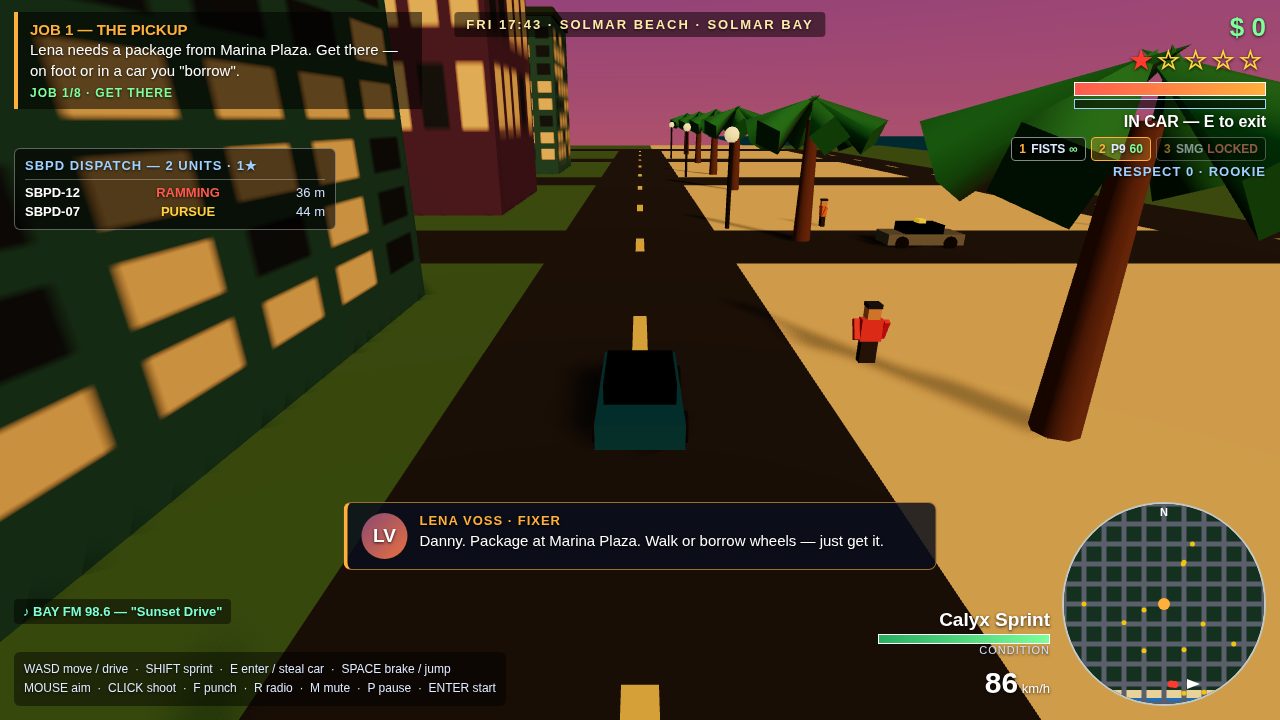 JOB 1 — THE PICKUP
Lena needs a package from Marina Plaza. Get there —
on foot or in a car you "borrow".
JOB 1/8 · GET THERE
FRI 17:43 · SOLMAR BEACH · SOLMAR BAY
$ 0
★☆☆☆☆
IN CAR — E to exit
1 FISTS ∞ 2 P9 60 3 SMG LOCKED
RESPECT 0 · ROOKIE
SBPD DISPATCH — 2 UNITS · 1★
SBPD-12 RAMMING 36 m
SBPD-07 PURSUE 44 m
LV
LENA VOSS · FIXER
Danny. Package at Marina Plaza. Walk or borrow wheels — just get it.
♪ BAY FM 98.6 — "Sunset Drive"
WASD move / drive · SHIFT sprint · E enter / steal car · SPACE brake / jump
MOUSE aim · CLICK shoot · F punch · R radio · M mute · P pause · ENTER start
Calyx Sprint
CONDITION
86 km/h
N